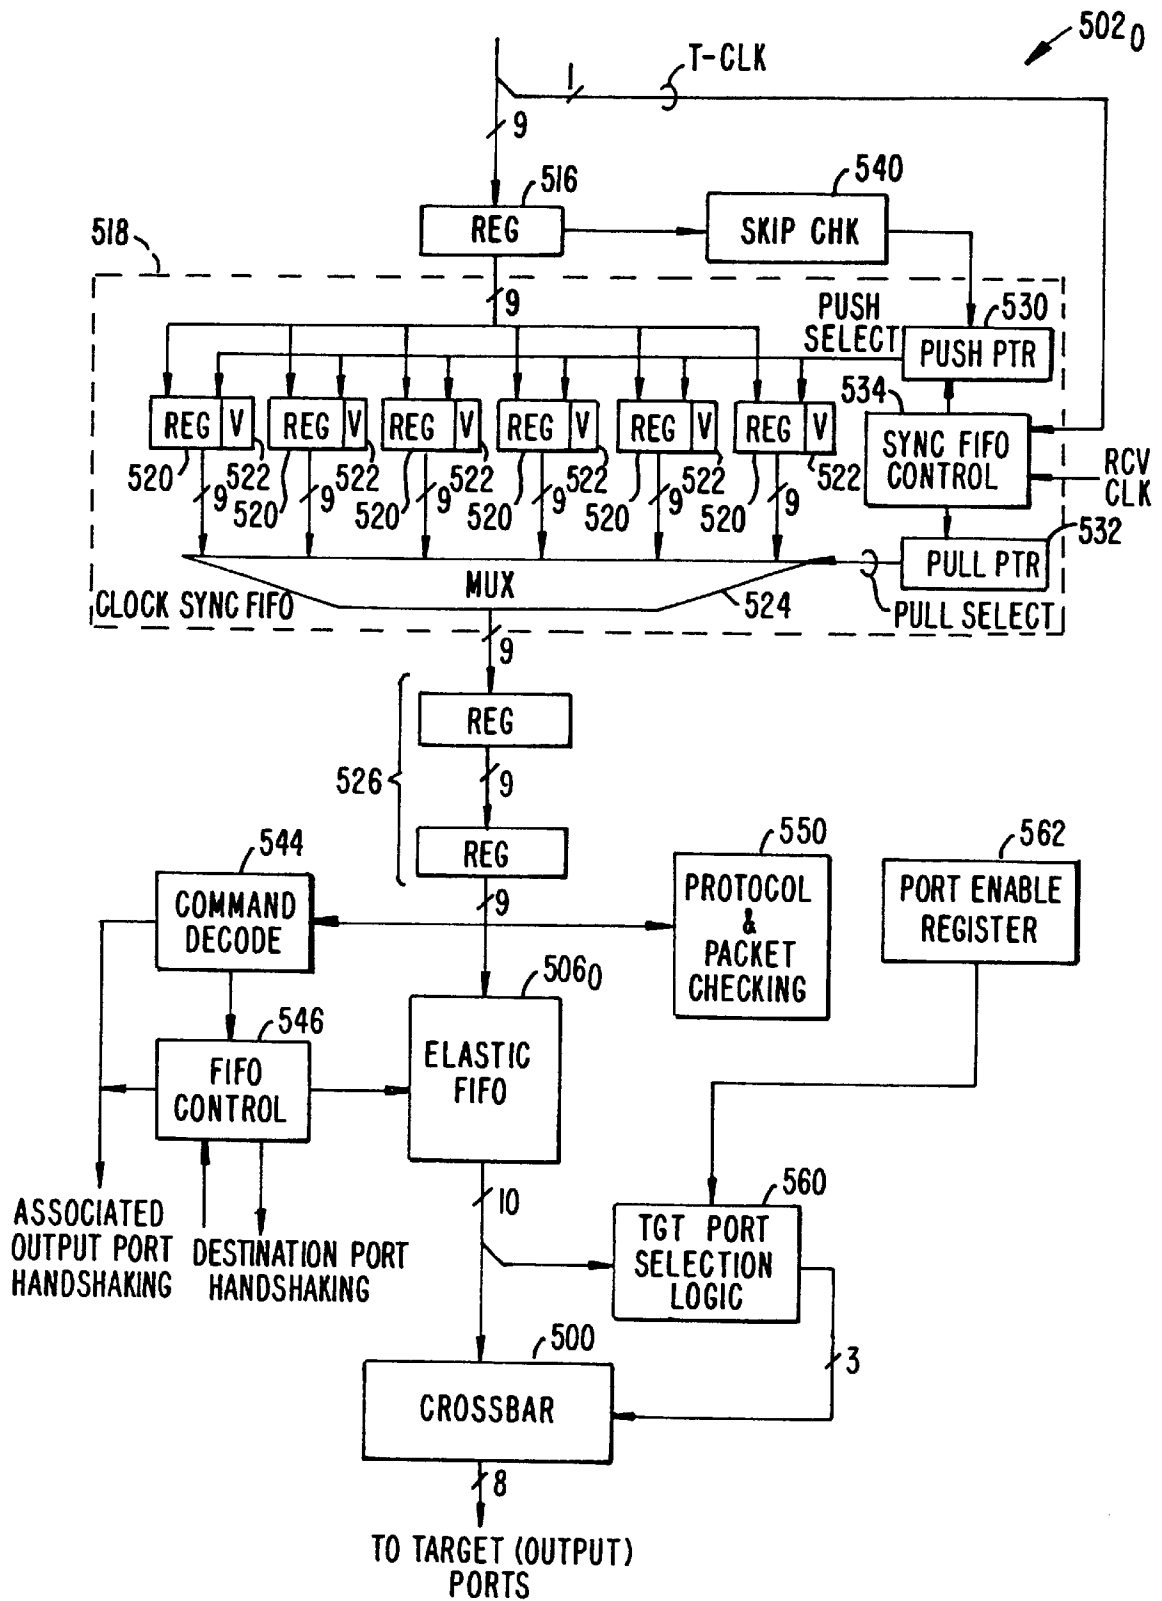 502₀
T-CLK
1
9
516
540
REG
SKIP CHK
518
9
530
PUSH
SELECT
PUSH PTR
534
REG V REG V REG V REG V REG V REG V
SYNC FIFO
CONTROL
RCV
CLK
520 522 520 522 520 522 520 522 520 522 520 522
9 9 9 9 9 9
532
PULL PTR
MUX
524
PULL SELECT
CLOCK SYNC FIFO
9
REG
526
9
REG
9
544
COMMAND
DECODE
550
PROTOCOL
&
PACKET
CHECKING
562
PORT ENABLE
REGISTER
506₀
ELASTIC
FIFO
546
FIFO
CONTROL
10
560
TGT PORT
SELECTION
LOGIC
ASSOCIATED
OUTPUT PORT
HANDSHAKING
DESTINATION PORT
HANDSHAKING
3
500
CROSSBAR
8
TO TARGET (OUTPUT)
PORTS